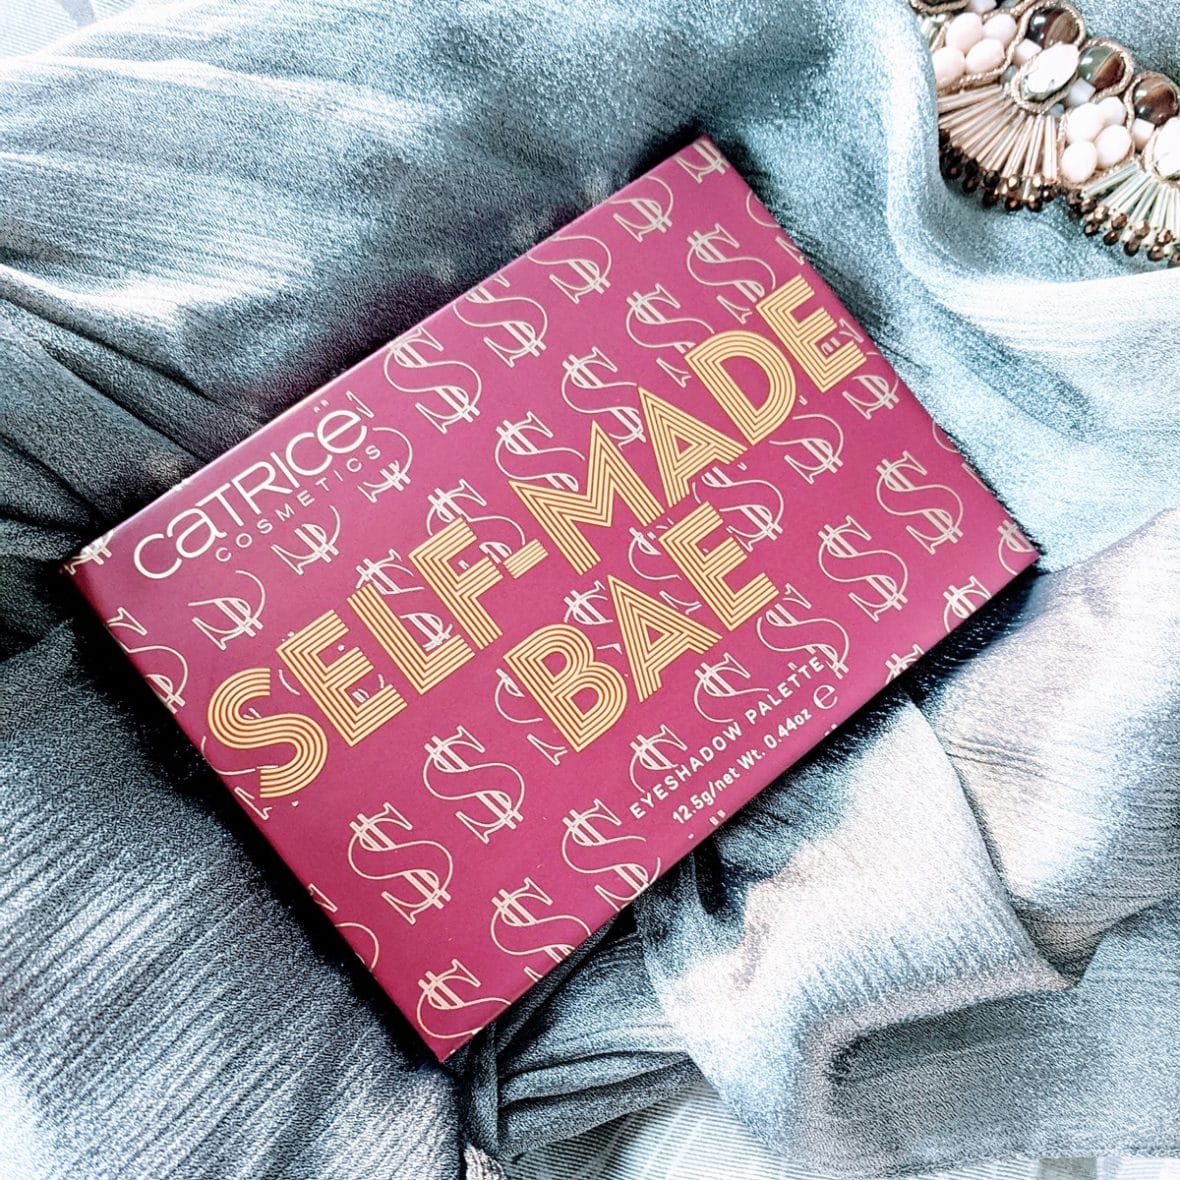 CATRICE
COSMETICS
SELF-MADE
BAE
EYESHADOW PALETTE
12.5g/net Wt. 0.44oz ℮